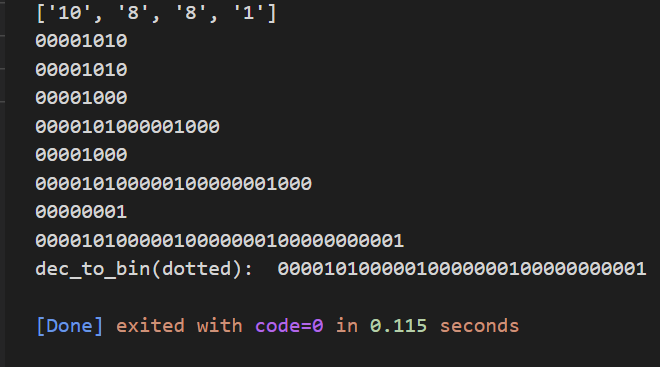 ['10', '8', '8', '1']
00001010
00001010
00001000
0000101000001000
00001000
000010100000100000001000
00000001
00001010000010000000100000000001
dec_to_bin(dotted):  00001010000010000000100000000001
[Done] exited with code=0 in 0.115 seconds